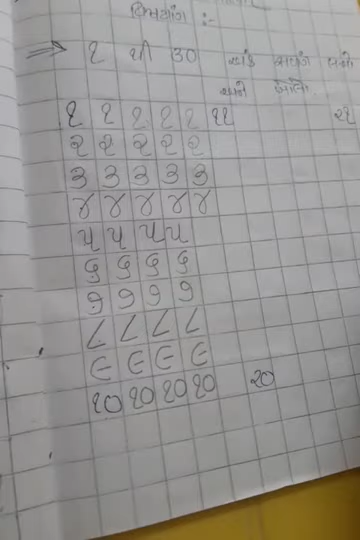 વિભાગ :-
⇒ ૧ થી ૩૦ અંક
અને બોલો.
૧ ૧ ૧ ૧ ૧ ૧૧ ૨૧
૨ ૨ ૨ ૨ ૨
૩ ૩ ૩ ૩ ૩
૪ ૪ ૪ ૪ ૪
૫ ૫ ૫ ૫
૬ ૬ ૬ ૬
૭ ૭ ૭ ૭
૮ ૮ ૮ ૮
૯ ૯ ૯ ૯
૧૦ ૧૦ ૧૦ ૧૦ ૨૦